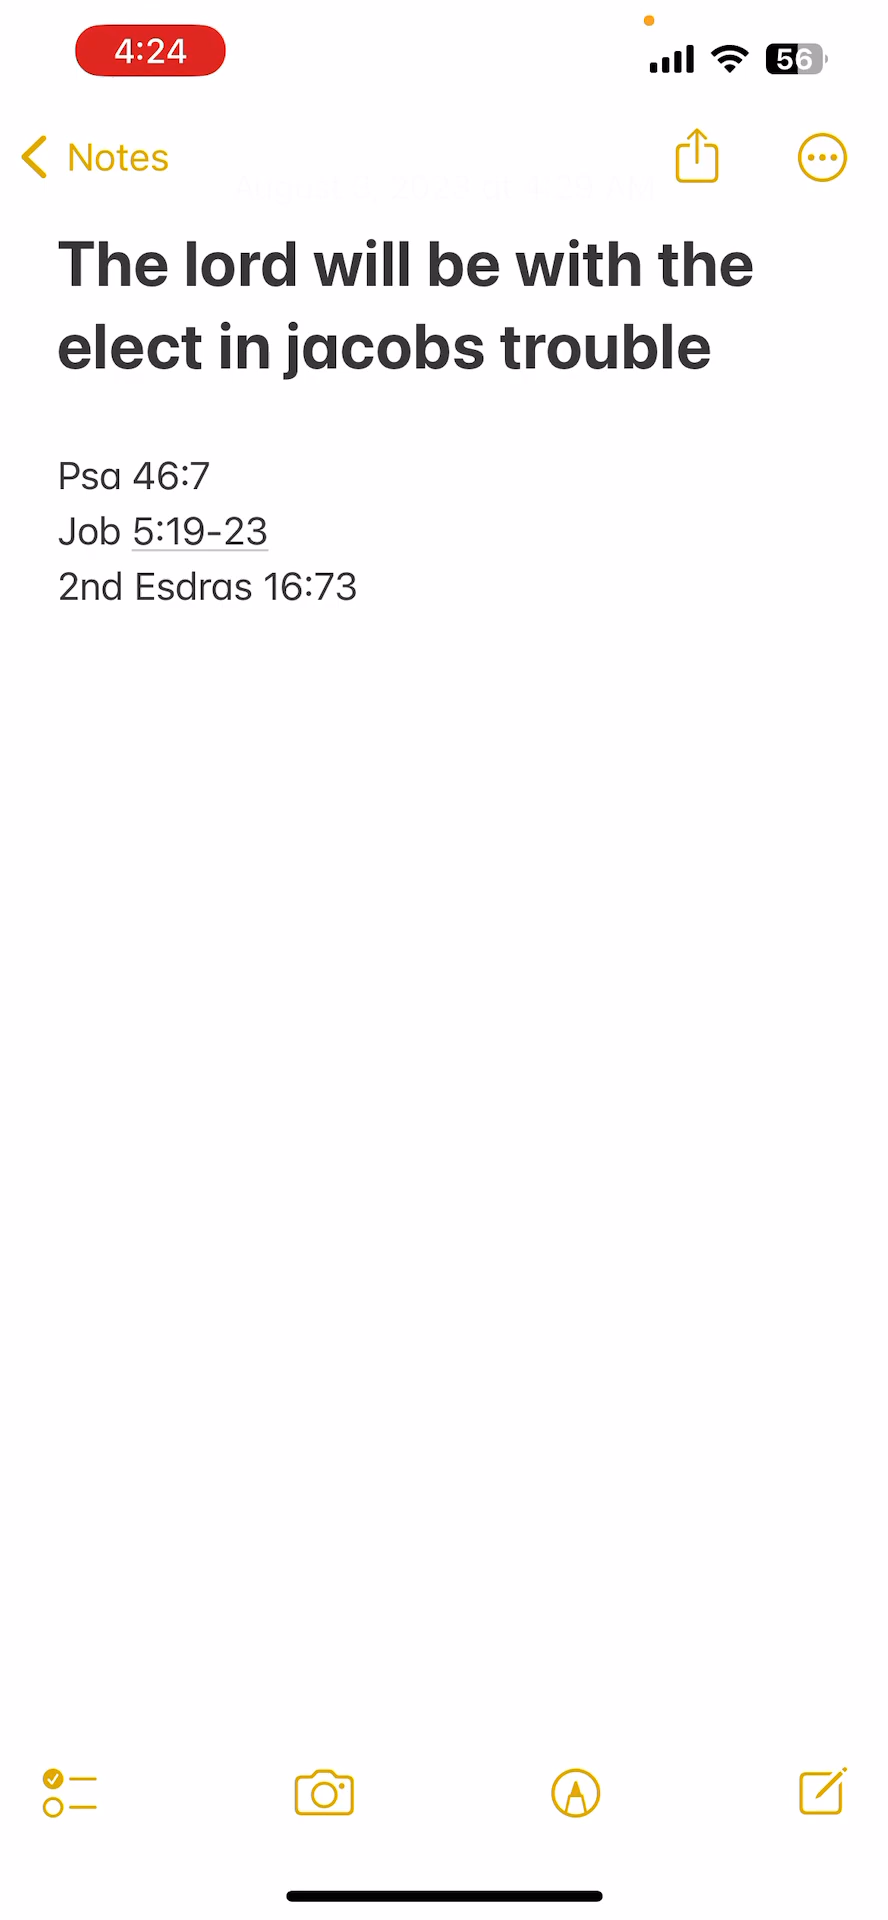 4:24
56
Notes
The lord will be with the
elect in jacobs trouble
Psa 46:7
Job 5:19-23
2nd Esdras 16:73